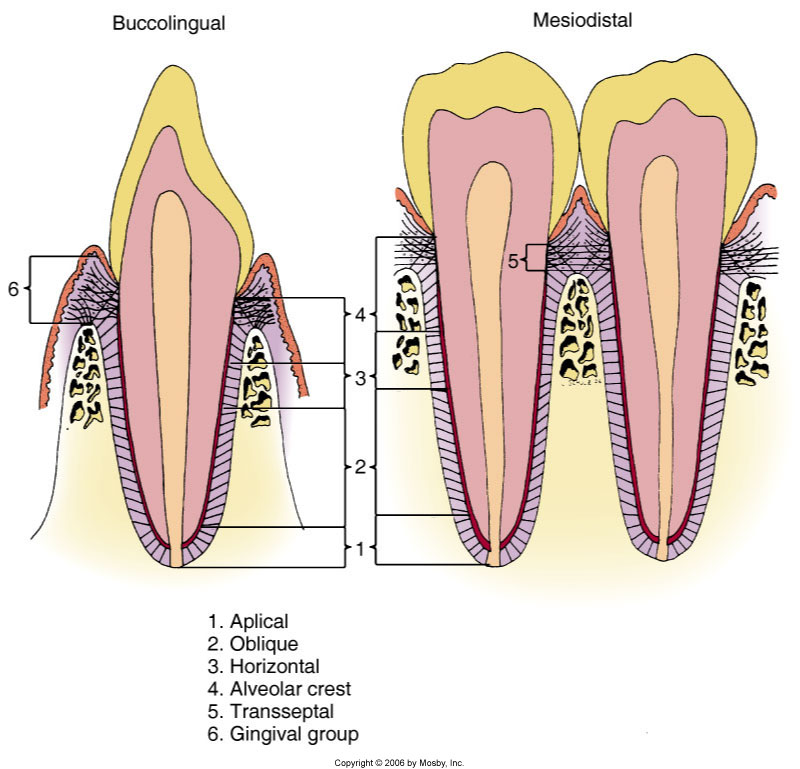 Buccolingual
Mesiodistal
6
5
4
3
2
1
1. Aplical
2. Oblique
3. Horizontal
4. Alveolar crest
5. Transseptal
6. Gingival group
Copyright © 2006 by Mosby, Inc.